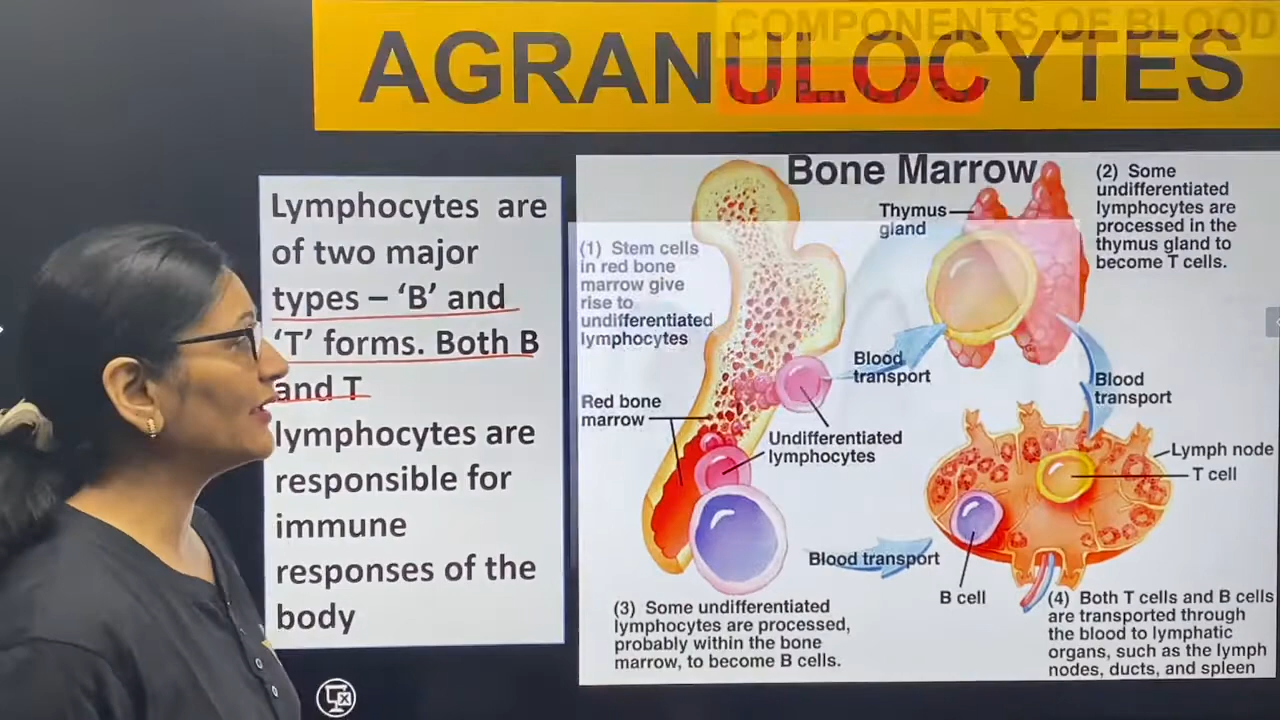 COMPONENTS OF BLOOD
AGRANULOCYTES
Lymphocytes are
of two major
types – ‘B’ and
‘T’ forms. Both B
and T
lymphocytes are
responsible for
immune
responses of the
body
Bone Marrow
(1) Stem cells
in red bone
marrow give
rise to
undifferentiated
lymphocytes
Thymus
gland
(2) Some
undifferentiated
lymphocytes are
processed in the
thymus gland to
become T cells.
Blood
transport
Blood
transport
Red bone
marrow
Undifferentiated
lymphocytes
Lymph node
T cell
Blood transport
B cell
(3) Some undifferentiated
lymphocytes are processed,
probably within the bone
marrow, to become B cells.
(4) Both T cells and B cells
are transported through
the blood to lymphatic
organs, such as the lymph
nodes, ducts, and spleen